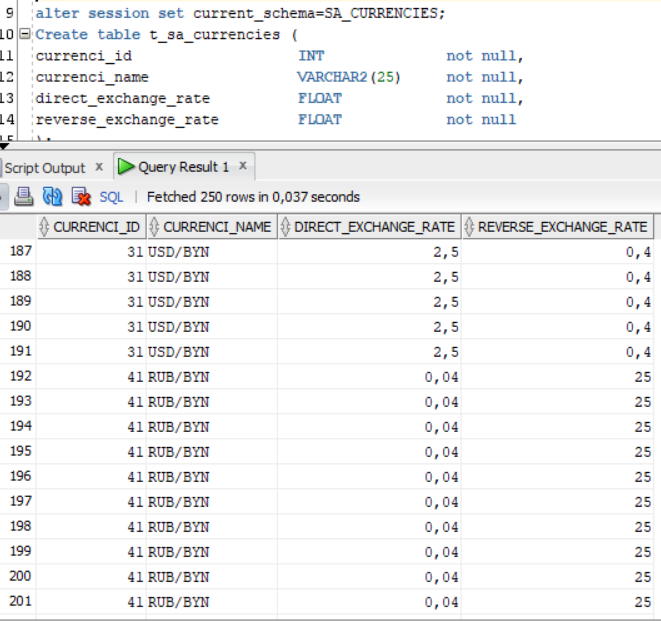 9 alter session set current_schema=SA_CURRENCIES;
10 Create table t_sa_currencies (
11 currenci_id INT not null,
12 currenci_name VARCHAR2(25) not null,
13 direct_exchange_rate FLOAT not null,
14 reverse_exchange_rate FLOAT not null
15 );
Script Output x Query Result 1 x
SQL | Fetched 250 rows in 0,037 seconds
CURRENCI_ID CURRENCI_NAME DIRECT_EXCHANGE_RATE REVERSE_EXCHANGE_RATE
187 31 USD/BYN 2,5 0,4
188 31 USD/BYN 2,5 0,4
189 31 USD/BYN 2,5 0,4
190 31 USD/BYN 2,5 0,4
191 31 USD/BYN 2,5 0,4
192 41 RUB/BYN 0,04 25
193 41 RUB/BYN 0,04 25
194 41 RUB/BYN 0,04 25
195 41 RUB/BYN 0,04 25
196 41 RUB/BYN 0,04 25
197 41 RUB/BYN 0,04 25
198 41 RUB/BYN 0,04 25
199 41 RUB/BYN 0,04 25
200 41 RUB/BYN 0,04 25
201 41 RUB/BYN 0,04 25